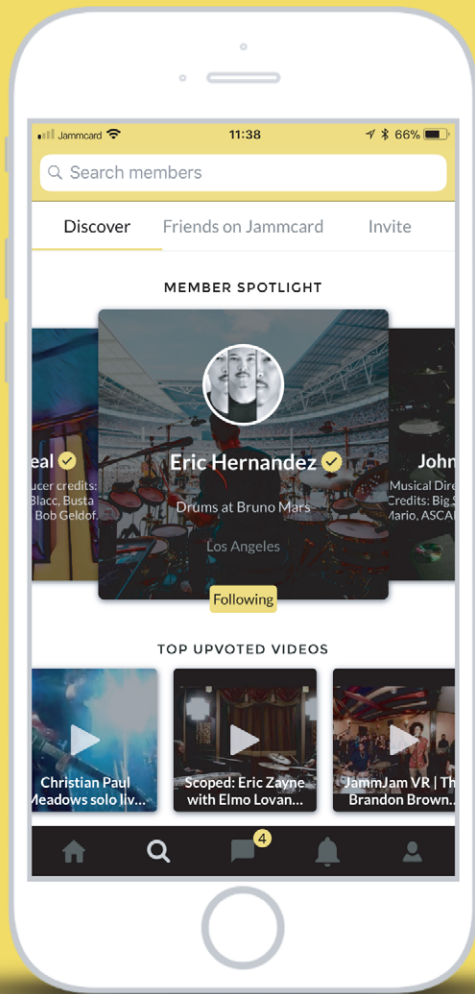 Jammcard
11:38
66%
Search members
Discover
Friends on Jammcard
Invite
MEMBER SPOTLIGHT
eal
ucer credits:
Blacc, Busta
Bob Geldof,
Eric Hernandez
Drums at Bruno Mars
Los Angeles
Following
John
Musical Dire
Credits: Big S
Mario, ASCA
TOP UPVOTED VIDEOS
Christian Paul
Meadows solo liv...
Scoped: Eric Zayne
with Elmo Lovan...
JammJam VR | Th
Brandon Brown...
4